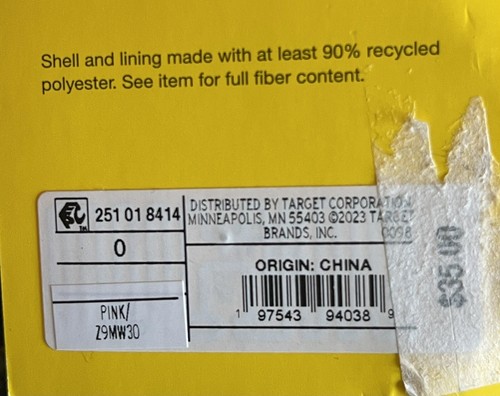 Shell and lining made with at least 90% recycled
polyester. See item for full fiber content.
251 01 8414
DISTRIBUTED BY TARGET CORPORATION
MINNEAPOLIS, MN 55403 ©2023 TARGET
BRANDS, INC. 0098
0
ORIGIN: CHINA
PINK/
Z9MW30
1 97543 94038 9
$35.00